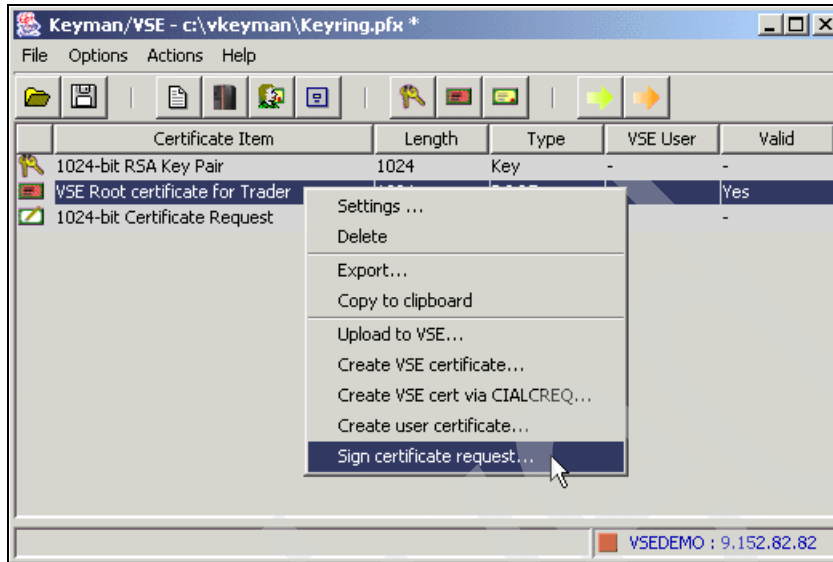 Keyman/VSE - c:\vkeyman\Keyring.pfx *
File Options Actions Help
Certificate Item Length Type VSE User Valid
1024-bit RSA Key Pair 1024 Key - -
VSE Root certificate for Trader Yes
1024-bit Certificate Request -
Settings ...
Delete
Export...
Copy to clipboard
Upload to VSE...
Create VSE certificate...
Create VSE cert via CIALCREQ...
Create user certificate...
Sign certificate request...
VSEDEMO : 9.152.82.82